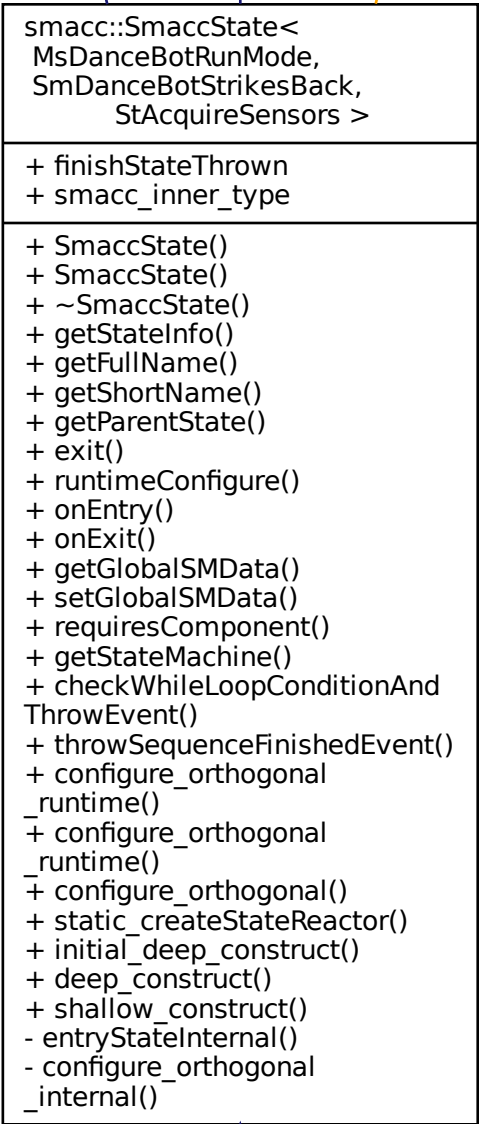 smacc::SmaccState<
MsDanceBotRunMode,
SmDanceBotStrikesBack,
StAcquireSensors >
+ finishStateThrown
+ smacc_inner_type
+ SmaccState()
+ SmaccState()
+ ~SmaccState()
+ getStateInfo()
+ getFullName()
+ getShortName()
+ getParentState()
+ exit()
+ runtimeConfigure()
+ onEntry()
+ onExit()
+ getGlobalSMData()
+ setGlobalSMData()
+ requiresComponent()
+ getStateMachine()
+ checkWhileLoopConditionAnd
ThrowEvent()
+ throwSequenceFinishedEvent()
+ configure_orthogonal
_runtime()
+ configure_orthogonal
_runtime()
+ configure_orthogonal()
+ static_createStateReactor()
+ initial_deep_construct()
+ deep_construct()
+ shallow_construct()
- entryStateInternal()
- configure_orthogonal
_internal()